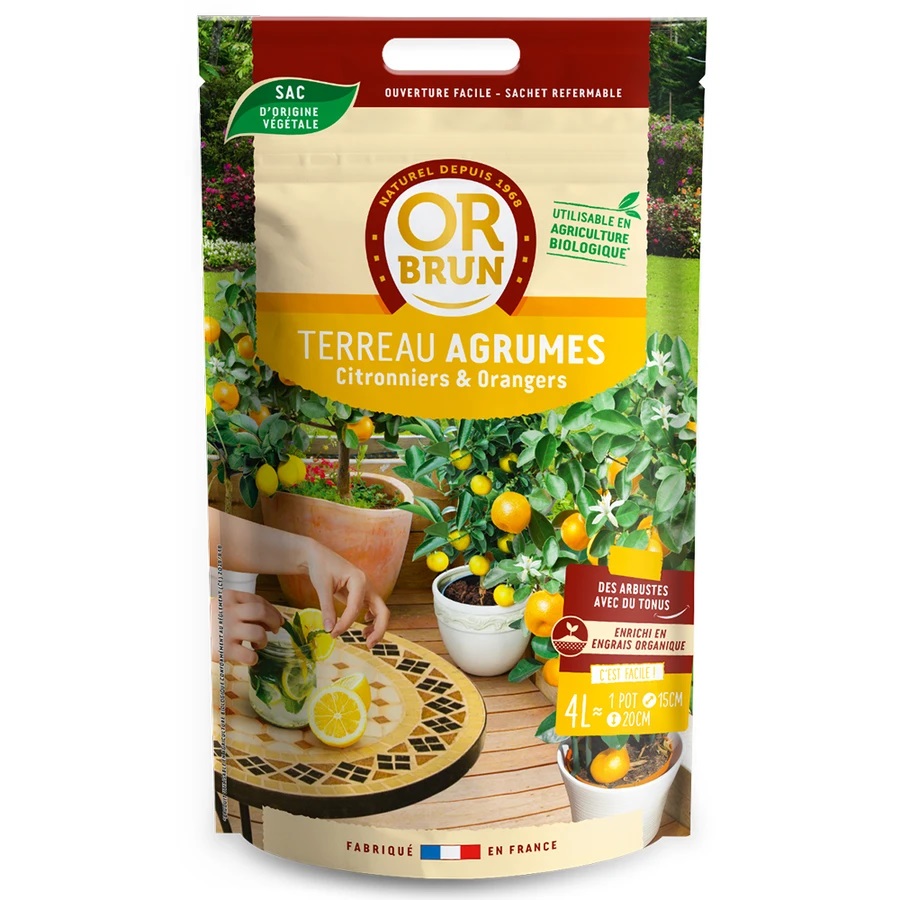 OUVERTURE FACILE - SACHET REFERMABLE
SAC
D'ORIGINE
VÉGÉTALE
NATUREL DEPUIS 1968
OR
BRUN
UTILISABLE EN
AGRICULTURE
BIOLOGIQUE*
TERREAU AGRUMES
Citronniers & Orangers
DES ARBUSTES
AVEC DU TONUS
ENRICHI EN
ENGRAIS ORGANIQUE
C'EST FACILE !
4L≈ 1 POT 15CM
20CM
FABRIQUÉ EN FRANCE